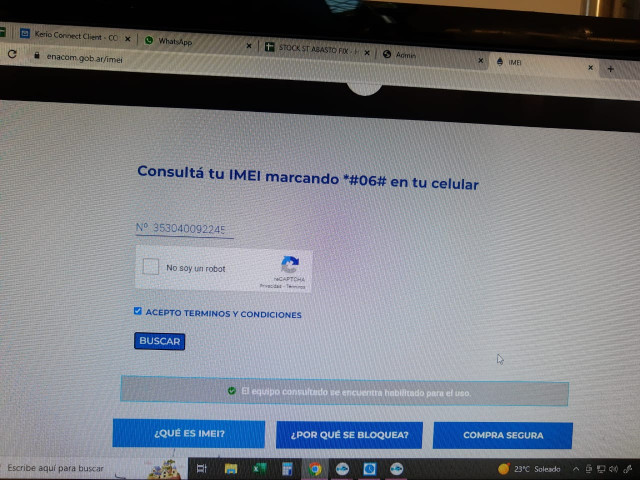 Kerio Connect Client - CO
WhatsApp
STOCK ST ABASTO FIX -
Admin
IMEI
enacom.gob.ar/imei
Consultá tu IMEI marcando *#06# en tu celular
Nº 353040092245
No soy un robot
reCAPTCHA
Privacidad - Términos
ACEPTO TERMINOS Y CONDICIONES
BUSCAR
El equipo consultado se encuentra habilitado para el uso.
¿QUÉ ES IMEI?
¿POR QUÉ SE BLOQUEA?
COMPRA SEGURA
Escribe aquí para buscar
23°C Soleado